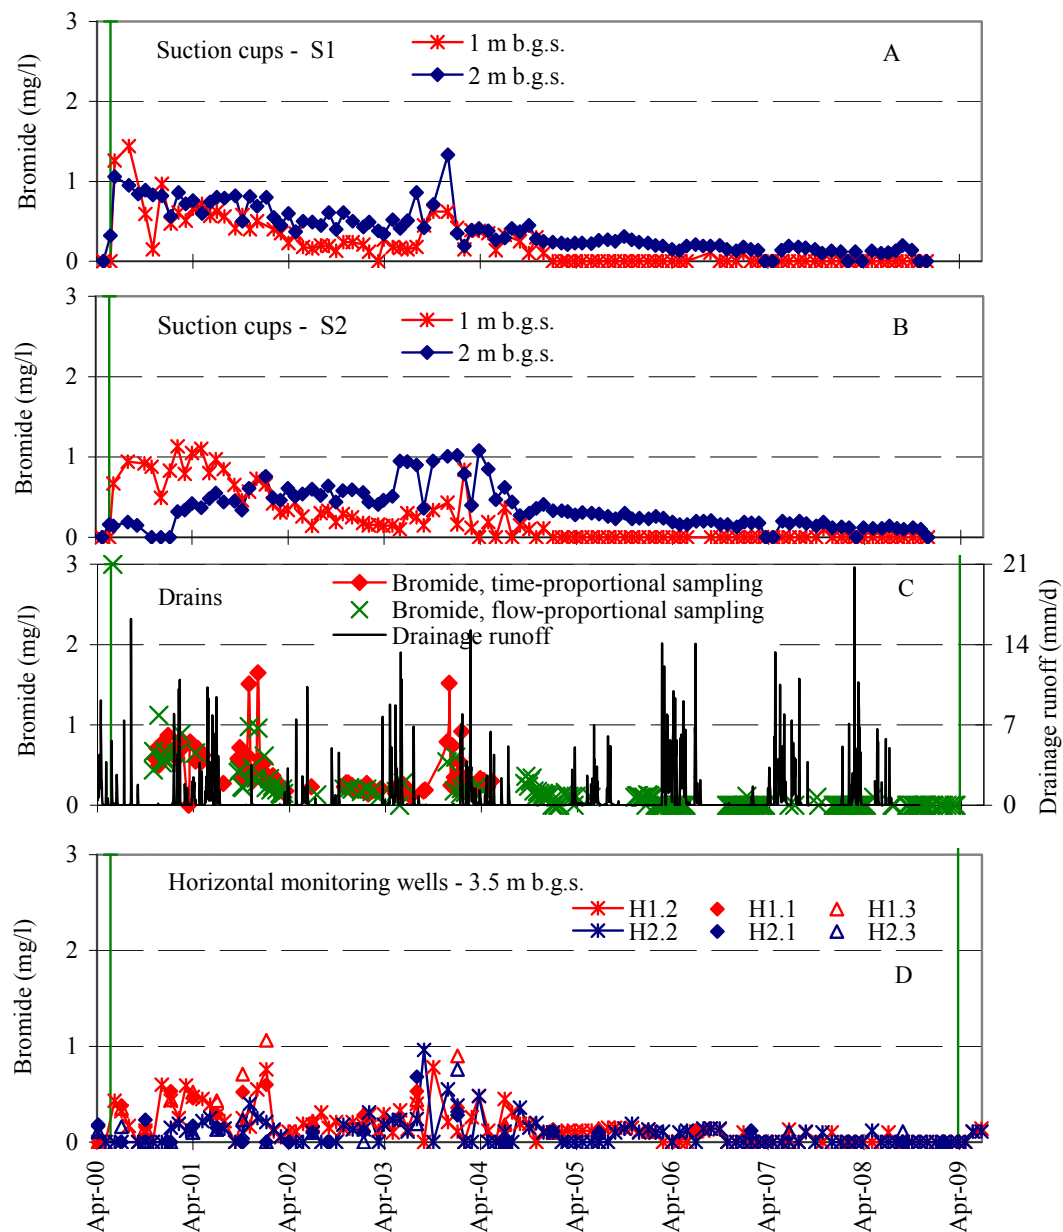 3
Suction cups - S1
1 m b.g.s.
2 m b.g.s.
A
2
1
0
Bromide (mg/l)
3
Suction cups - S2
1 m b.g.s.
2 m b.g.s.
B
2
1
0
Bromide (mg/l)
3
21
Drains
Bromide, time-proportional sampling
Bromide, flow-proportional sampling
Drainage runoff
C
2
14
1
7
0
0
Bromide (mg/l)
Drainage runoff (mm/d)
3
Horizontal monitoring wells - 3.5 m b.g.s.
H1.2 H1.1 H1.3
H2.2 H2.1 H2.3
D
2
1
0
Bromide (mg/l)
Apr-00 Apr-01 Apr-02 Apr-03 Apr-04 Apr-05 Apr-06 Apr-07 Apr-08 Apr-09